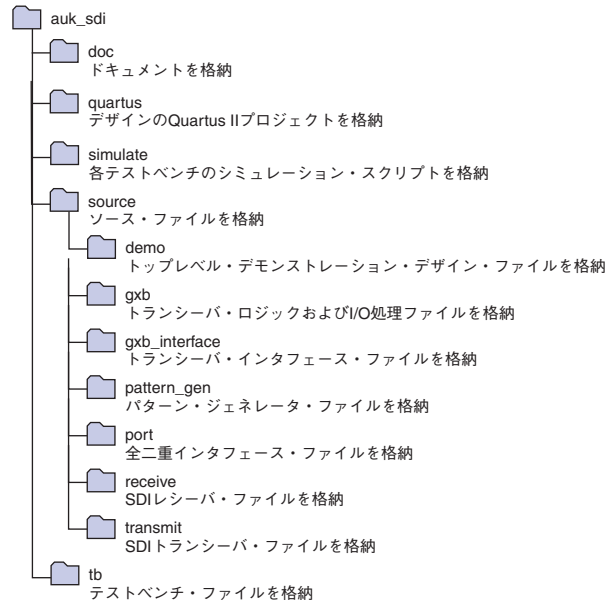 auk_sdi
doc
ドキュメントを格納
quartus
デザインのQuartus IIプロジェクトを格納
simulate
各テストベンチのシミュレーション・スクリプトを格納
source
ソース・ファイルを格納
demo
トップレベル・デモンストレーション・デザイン・ファイルを格納
gxb
トランシーバ・ロジックおよびI/O処理ファイルを格納
gxb_interface
トランシーバ・インタフェース・ファイルを格納
pattern_gen
パターン・ジェネレータ・ファイルを格納
port
全二重インタフェース・ファイルを格納
receive
SDIレシーバ・ファイルを格納
transmit
SDIトランシーバ・ファイルを格納
tb
テストベンチ・ファイルを格納